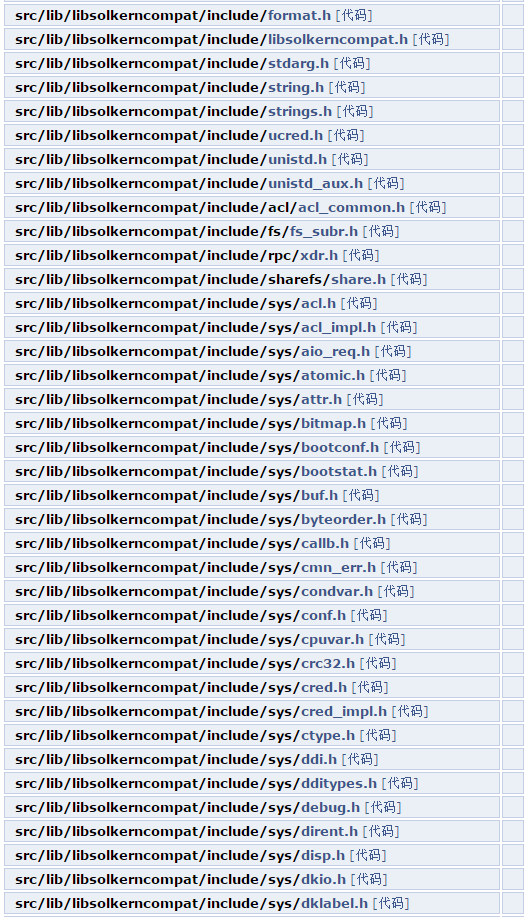 src/lib/libsolkerncompat/include/format.h [代码]
src/lib/libsolkerncompat/include/libsolkerncompat.h [代码]
src/lib/libsolkerncompat/include/stdarg.h [代码]
src/lib/libsolkerncompat/include/string.h [代码]
src/lib/libsolkerncompat/include/strings.h [代码]
src/lib/libsolkerncompat/include/ucred.h [代码]
src/lib/libsolkerncompat/include/unistd.h [代码]
src/lib/libsolkerncompat/include/unistd_aux.h [代码]
src/lib/libsolkerncompat/include/acl/acl_common.h [代码]
src/lib/libsolkerncompat/include/fs/fs_subr.h [代码]
src/lib/libsolkerncompat/include/rpc/xdr.h [代码]
src/lib/libsolkerncompat/include/sharefs/share.h [代码]
src/lib/libsolkerncompat/include/sys/acl.h [代码]
src/lib/libsolkerncompat/include/sys/acl_impl.h [代码]
src/lib/libsolkerncompat/include/sys/aio_req.h [代码]
src/lib/libsolkerncompat/include/sys/atomic.h [代码]
src/lib/libsolkerncompat/include/sys/attr.h [代码]
src/lib/libsolkerncompat/include/sys/bitmap.h [代码]
src/lib/libsolkerncompat/include/sys/bootconf.h [代码]
src/lib/libsolkerncompat/include/sys/bootstat.h [代码]
src/lib/libsolkerncompat/include/sys/buf.h [代码]
src/lib/libsolkerncompat/include/sys/byteorder.h [代码]
src/lib/libsolkerncompat/include/sys/callb.h [代码]
src/lib/libsolkerncompat/include/sys/cmn_err.h [代码]
src/lib/libsolkerncompat/include/sys/condvar.h [代码]
src/lib/libsolkerncompat/include/sys/conf.h [代码]
src/lib/libsolkerncompat/include/sys/cpuvar.h [代码]
src/lib/libsolkerncompat/include/sys/crc32.h [代码]
src/lib/libsolkerncompat/include/sys/cred.h [代码]
src/lib/libsolkerncompat/include/sys/cred_impl.h [代码]
src/lib/libsolkerncompat/include/sys/ctype.h [代码]
src/lib/libsolkerncompat/include/sys/ddi.h [代码]
src/lib/libsolkerncompat/include/sys/dditypes.h [代码]
src/lib/libsolkerncompat/include/sys/debug.h [代码]
src/lib/libsolkerncompat/include/sys/dirent.h [代码]
src/lib/libsolkerncompat/include/sys/disp.h [代码]
src/lib/libsolkerncompat/include/sys/dkio.h [代码]
src/lib/libsolkerncompat/include/sys/dklabel.h [代码]